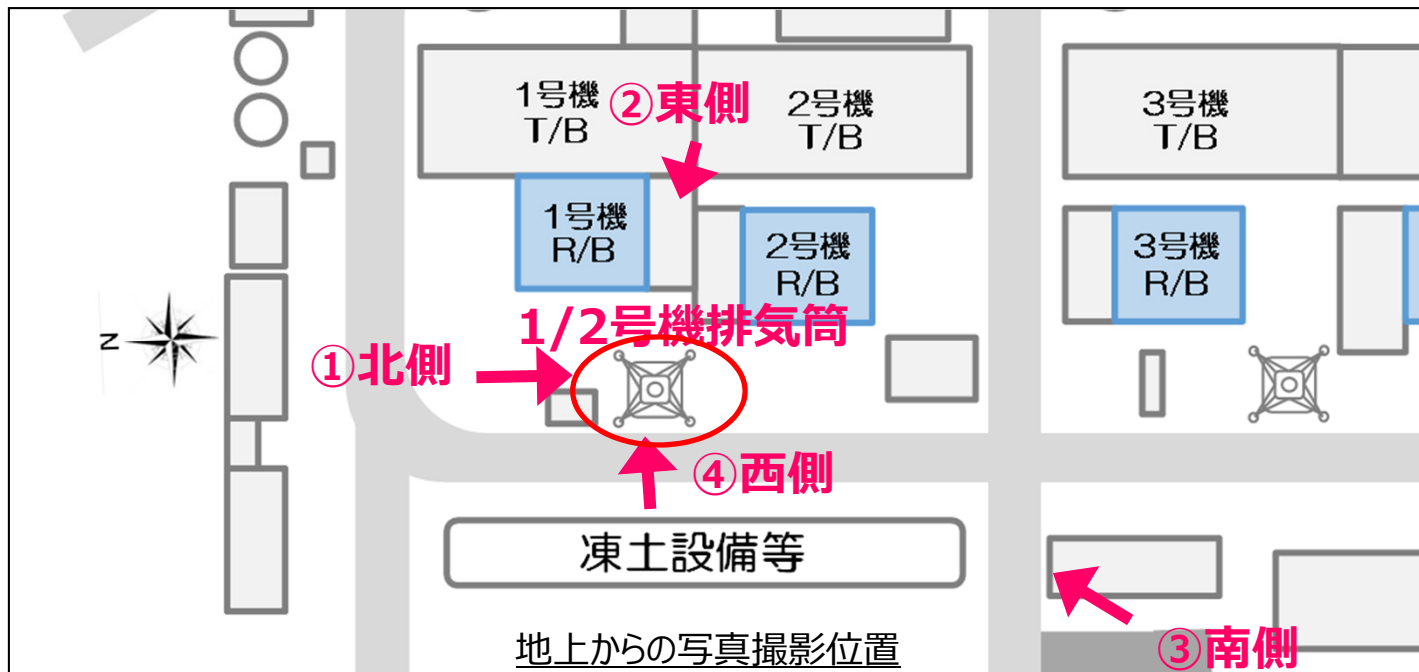 1号機
T/B
②東側
2号機
T/B
3号機
T/B
1号機
R/B
2号機
R/B
3号機
R/B
N
1/2号機排気筒
①北側
④西側
凍土設備等
③南側
地上からの写真撮影位置